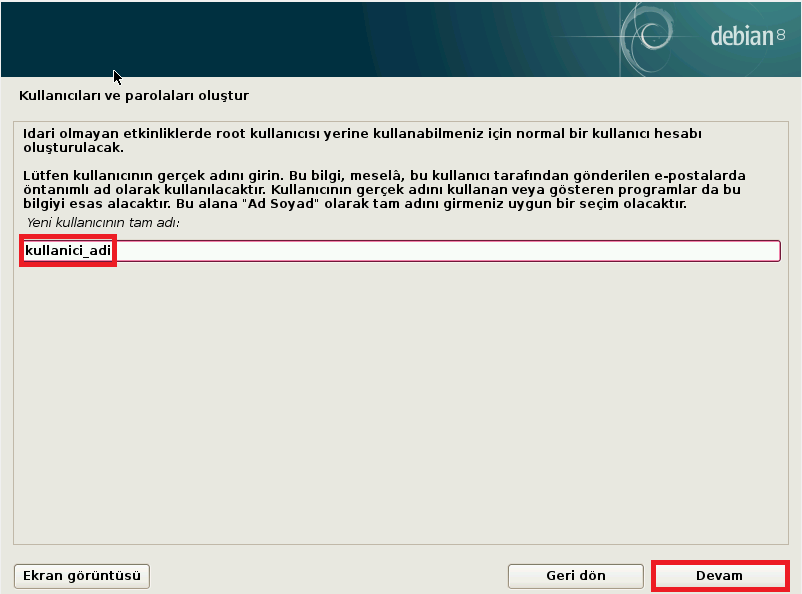 debian 8
Kullanıcıları ve parolaları oluştur
Idari olmayan etkinliklerde root kullanıcısı yerine kullanabilmeniz için normal bir kullanıcı hesabı
oluşturulacak.
Lütfen kullanıcının gerçek adını girin. Bu bilgi, meselâ, bu kullanıcı tarafından gönderilen e-postalarda
öntanımlı ad olarak kullanılacaktır. Kullanıcının gerçek adını kullanan veya gösteren programlar da bu
bilgiyi esas alacaktır. Bu alana "Ad Soyad" olarak tam adını girmeniz uygun bir seçim olacaktır.
Yeni kullanıcının tam adı:
kullanici_adi
Ekran görüntüsü
Geri dön
Devam